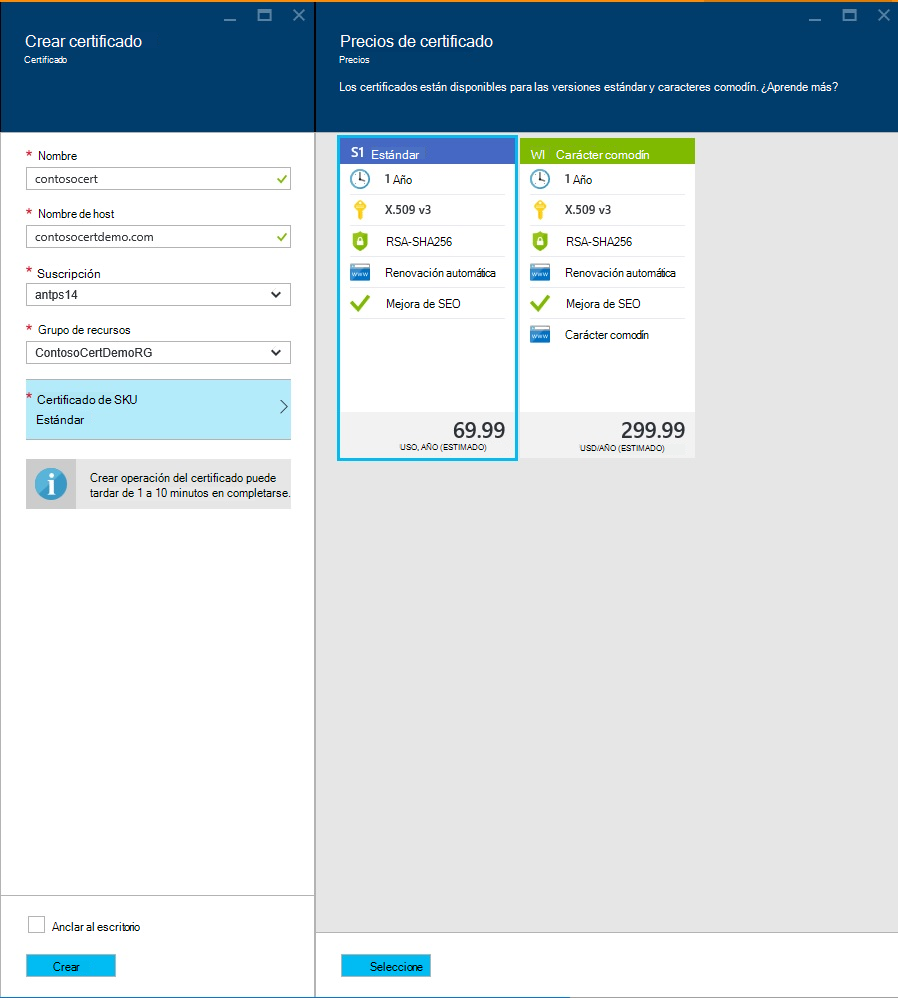 Crear certificado
Certificado
* Nombre
contosocert
* Nombre de host
contosocertdemo.com
* Suscripción
antps14
* Grupo de recursos
ContosoCertDemoRG
* Certificado de SKU
Estándar
Crear operación del certificado puede
tardar de 1 a 10 minutos en completarse.
Anclar al escritorio
Crear
Precios de certificado
Precios
Los certificados están disponibles para las versiones estándar y caracteres comodín. ¿Aprende más?
S1 Estándar
1 Año
X.509 v3
RSA-SHA256
www Renovación automática
Mejora de SEO
69.99
USO, AÑO (ESTIMADO)
WI Carácter comodín
1 Año
X.509 v3
RSA-SHA256
www Renovación automática
Mejora de SEO
www Carácter comodín
299.99
USD/AÑO (ESTIMADO)
Seleccione